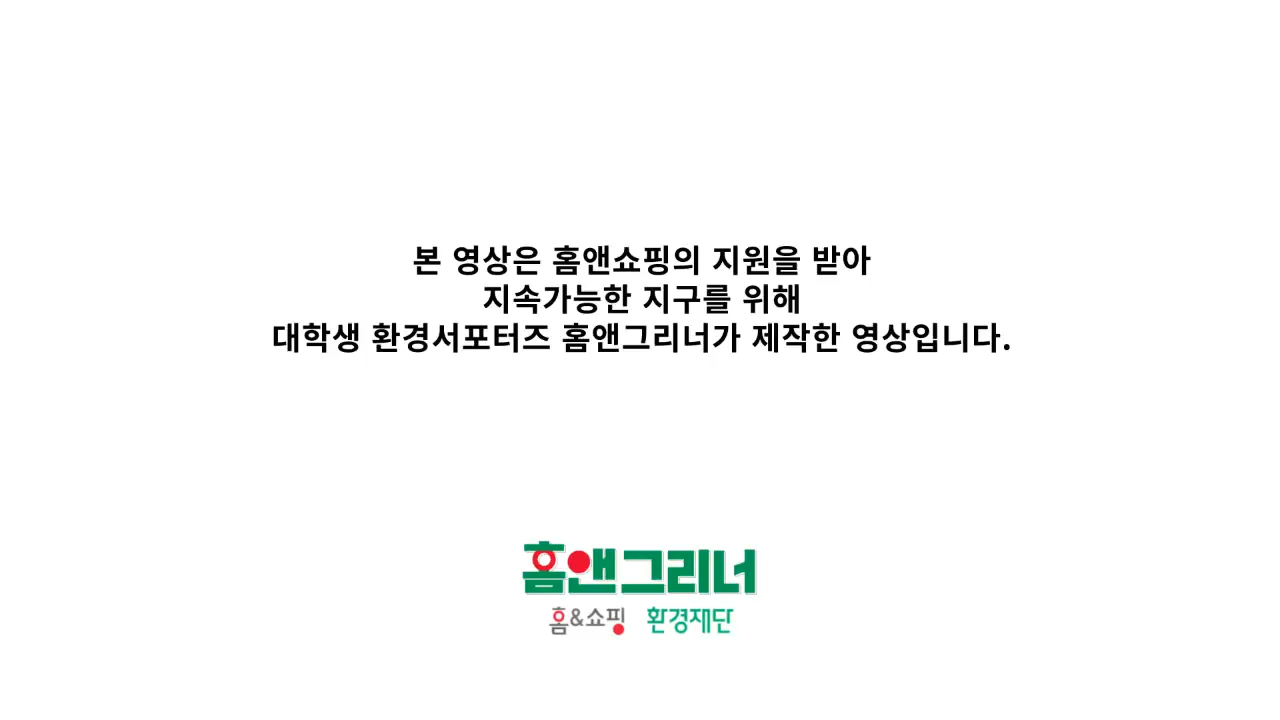 본 영상은 홈앤쇼핑의 지원을 받아
지속가능한 지구를 위해
대학생 환경서포터즈 홈앤그리너가 제작한 영상입니다.
홈앤그리너
홈&쇼핑 환경재단